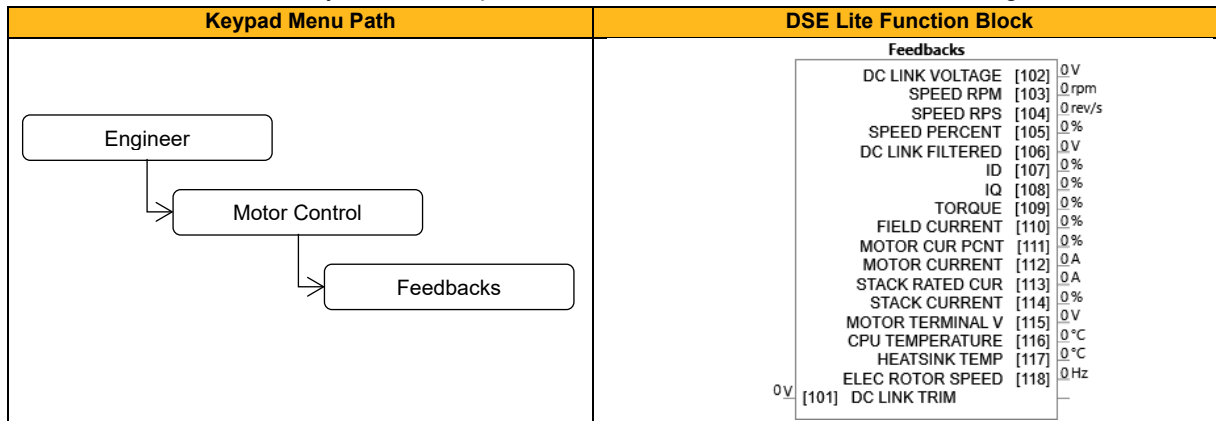 Keypad Menu Path
DSE Lite Function Block
Engineer
Motor Control
Feedbacks
Feedbacks
DC LINK VOLTAGE [102] 0 V
SPEED RPM [103] 0 rpm
SPEED RPS [104] 0 rev/s
SPEED PERCENT [105] 0 %
DC LINK FILTERED [106] 0 V
ID [107] 0 %
IQ [108] 0 %
TORQUE [109] 0 %
FIELD CURRENT [110] 0 %
MOTOR CUR PCNT [111] 0 %
MOTOR CURRENT [112] 0 A
STACK RATED CUR [113] 0 A
STACK CURRENT [114] 0 %
MOTOR TERMINAL V [115] 0 V
CPU TEMPERATURE [116] 0 °C
HEATSINK TEMP [117] 0 °C
ELEC ROTOR SPEED [118] 0 Hz
0 V [101] DC LINK TRIM